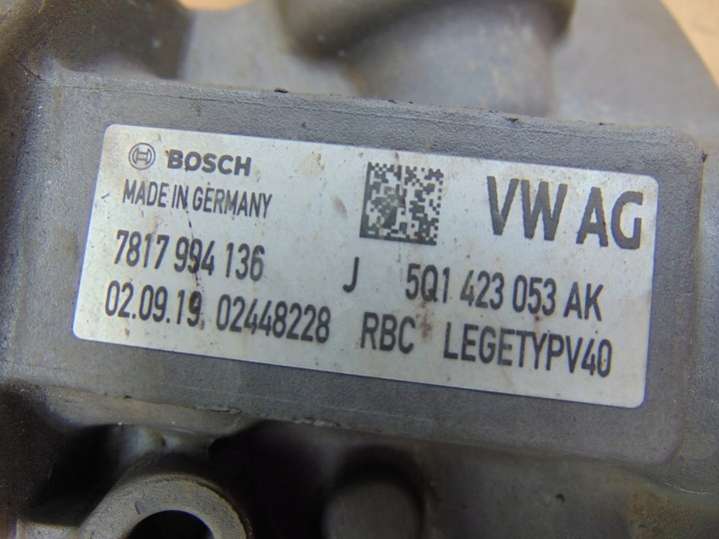 BOSCH VW AG
MADE IN GERMANY
7817 994 136 J 5Q1 423 053 AK
02.09.19 02448228 RBC LEGETYPV40